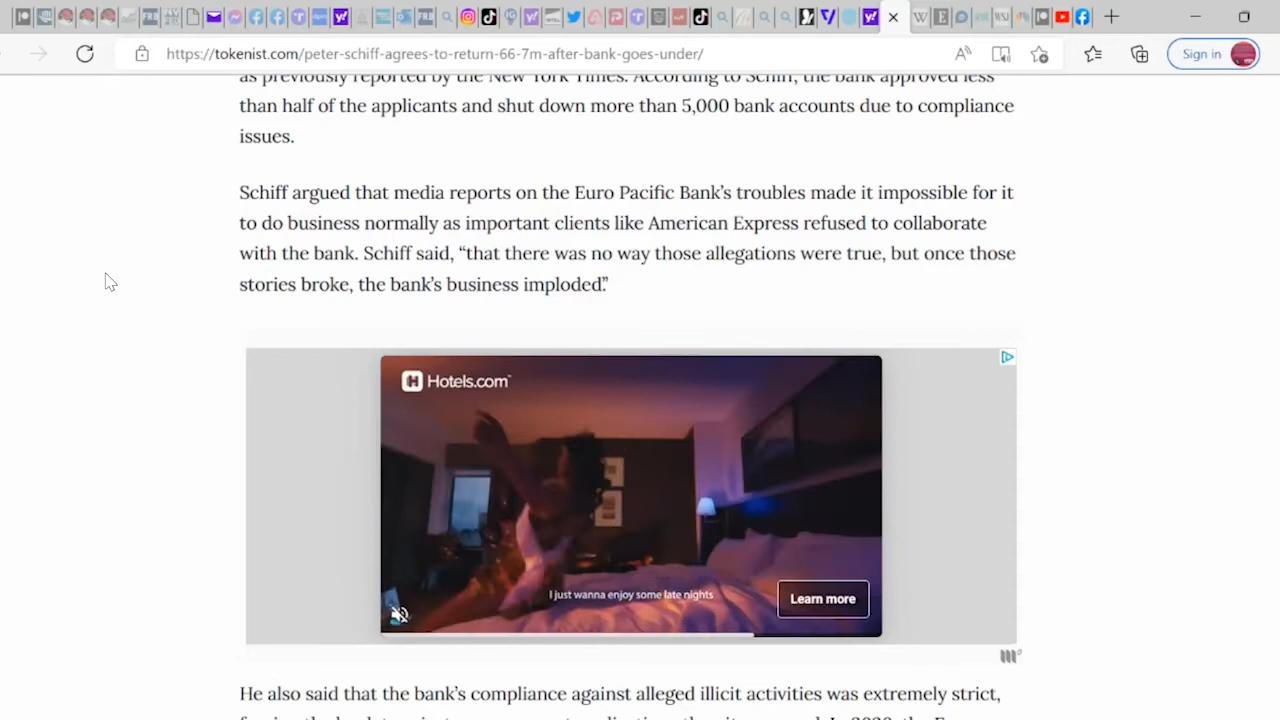 https://tokenist.com/peter-schiff-agrees-to-return-66-7m-after-bank-goes-under/
Sign in
as previously reported by the New York Times. According to Schiff, the bank approved less
than half of the applicants and shut down more than 5,000 bank accounts due to compliance
issues.
Schiff argued that media reports on the Euro Pacific Bank’s troubles made it impossible for it
to do business normally as important clients like American Express refused to collaborate
with the bank. Schiff said, “that there was no way those allegations were true, but once those
stories broke, the bank’s business imploded.”
Hotels.com
I just wanna enjoy some late nights
Learn more
He also said that the bank’s compliance against alleged illicit activities was extremely strict,